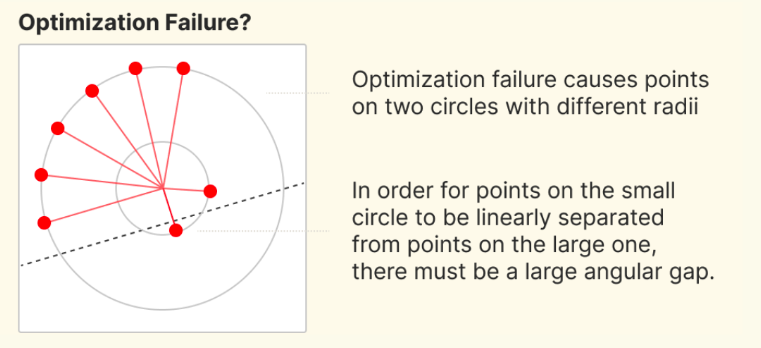 Optimization Failure?
Optimization failure causes points
on two circles with different radii
In order for points on the small
circle to be linearly separated
from points on the large one,
there must be a large angular gap.